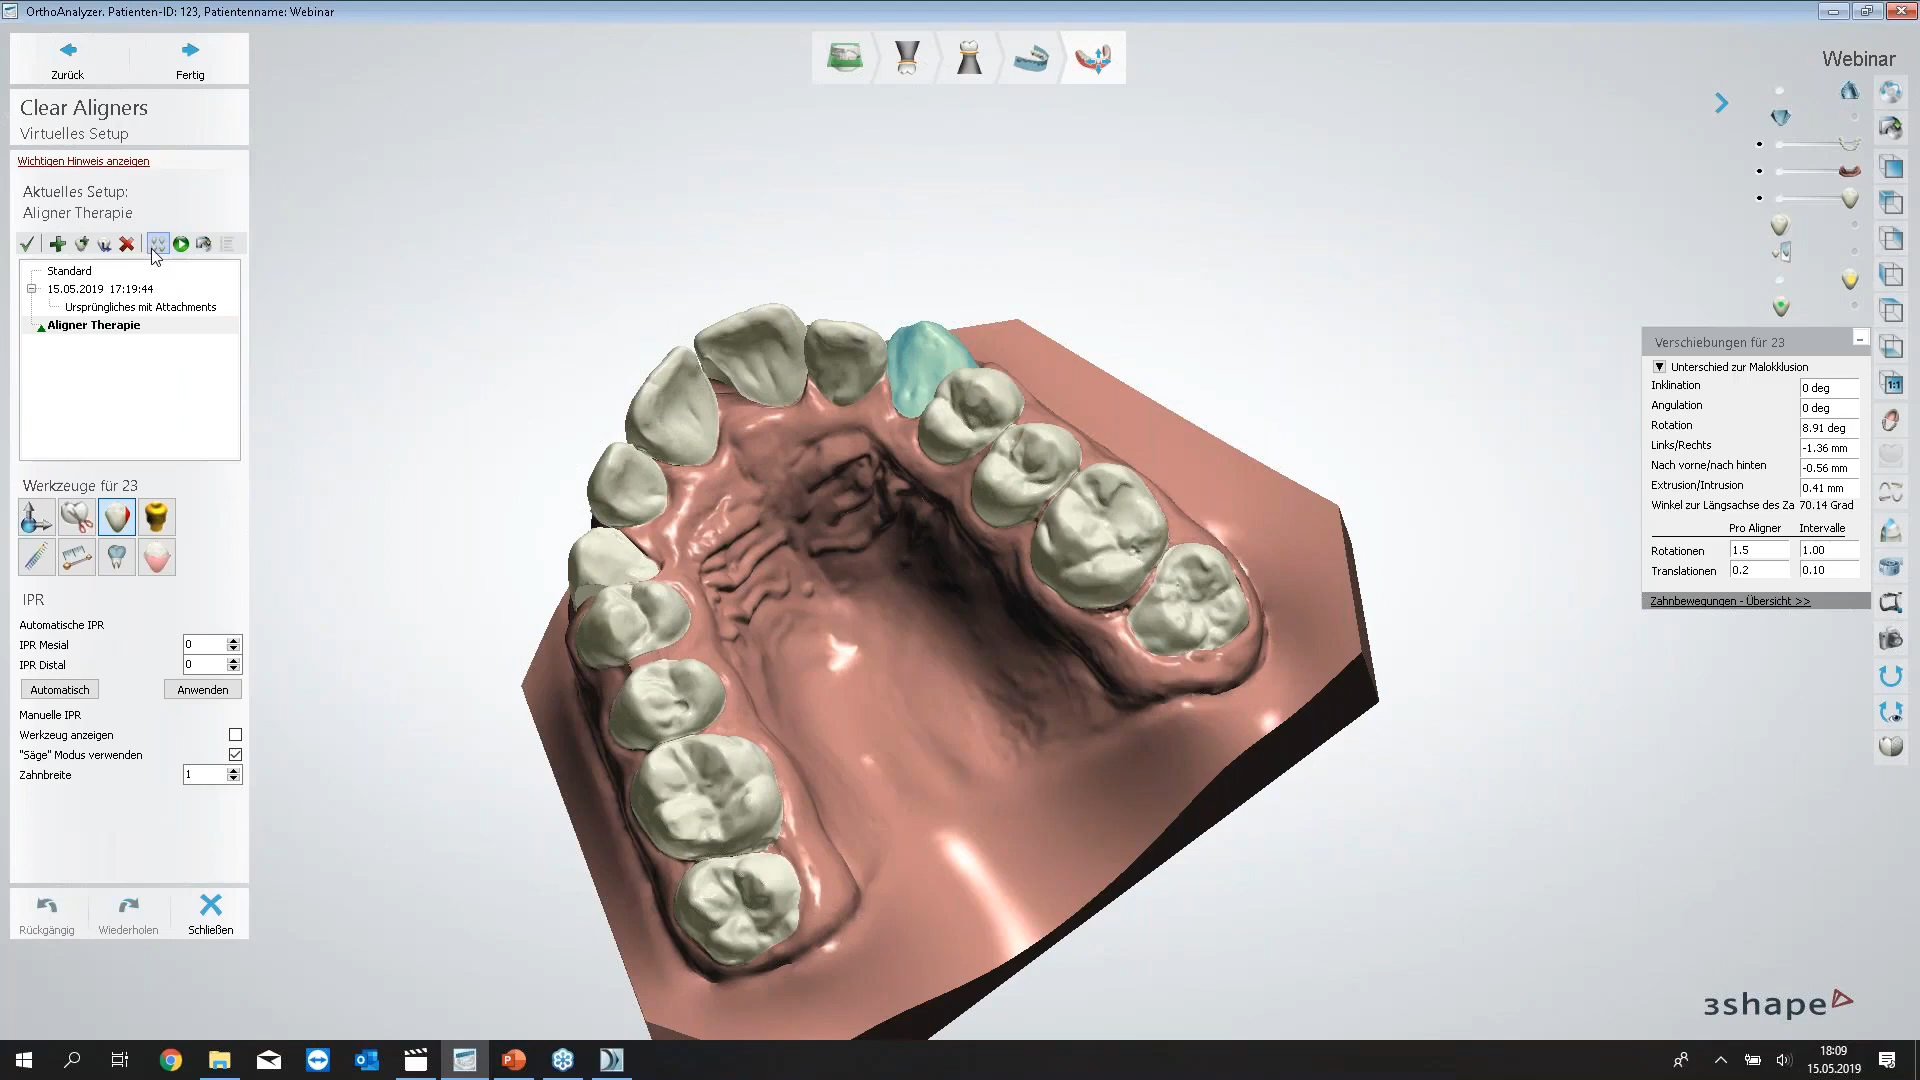 OrthoAnalyzer. Patienten-ID: 123, Patientenname: Webinar
Zurück
Fertig
Clear Aligners
Virtuelles Setup
Wichtigen Hinweis anzeigen
Aktuelles Setup:
Aligner Therapie
Standard
15.05.2019 17:19:44
Ursprüngliches mit Attachments
Aligner Therapie
Werkzeuge für 23
IPR
Automatische IPR
IPR Mesial 0
IPR Distal 0
Automatisch Anwenden
Manuelle IPR
Werkzeug anzeigen
"Säge" Modus verwenden
Zahnbreite 1
Rückgängig
Wiederholen
Schließen
Webinar
1:1
Verschiebungen für 23
Unterschied zur Malokklusion
Inklination 0 deg
Angulation 0 deg
Rotation 8.91 deg
Links/Rechts -1.36 mm
Nach vorne/nach hinten -0.56 mm
Extrusion/Intrusion 0.41 mm
Winkel zur Längsachse des Za 70.14 Grad
Pro Aligner Intervalle
Rotationen 1.5 1.00
Translationen 0.2 0.10
Zahnbewegungen - Übersicht >>
3shape
18:09
15.05.2019